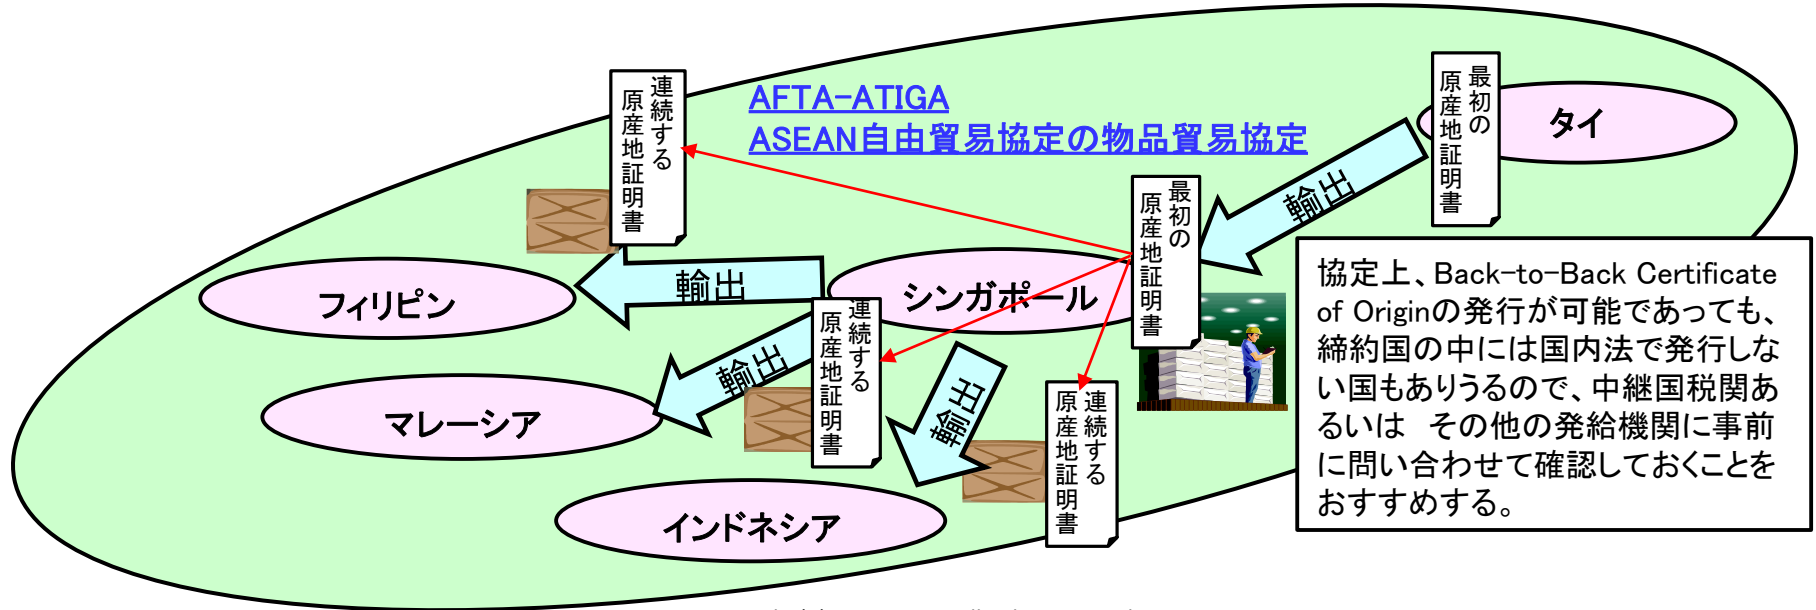 AFTA-ATIGA
ASEAN自由貿易協定の物品貿易協定
最初の
原産地証明書
タイ
輸出
最初の
原産地証明書
シンガポール
連続する
原産地証明書
輸出
フィリピン
連続する
原産地証明書
輸出
マレーシア
連続する
原産地証明書
輸出
インドネシア
協定上、Back-to-Back Certificate
of Originの発行が可能であっても、
締約国の中には国内法で発行しな
い国もありうるので、中継国税関あ
るいは　その他の発給機関に事前
に問い合わせて確認しておくことを
おすすめする。